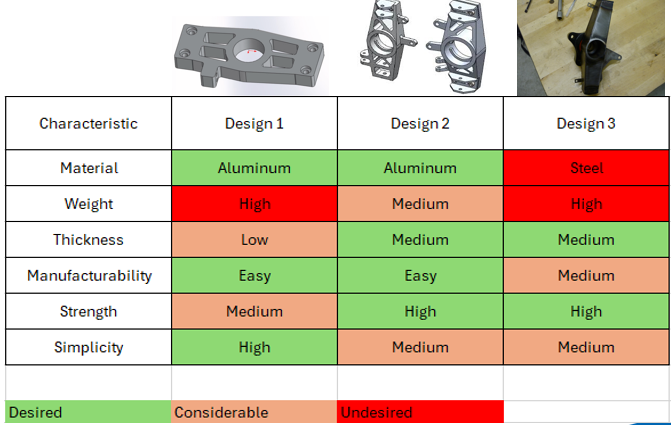 Characteristic Design 1 Design 2 Design 3
Material Aluminum Aluminum Steel
Weight High Medium High
Thickness Low Medium Medium
Manufacturability Easy Easy Medium
Strength Medium High High
Simplicity High Medium Medium
Desired Considerable Undesired